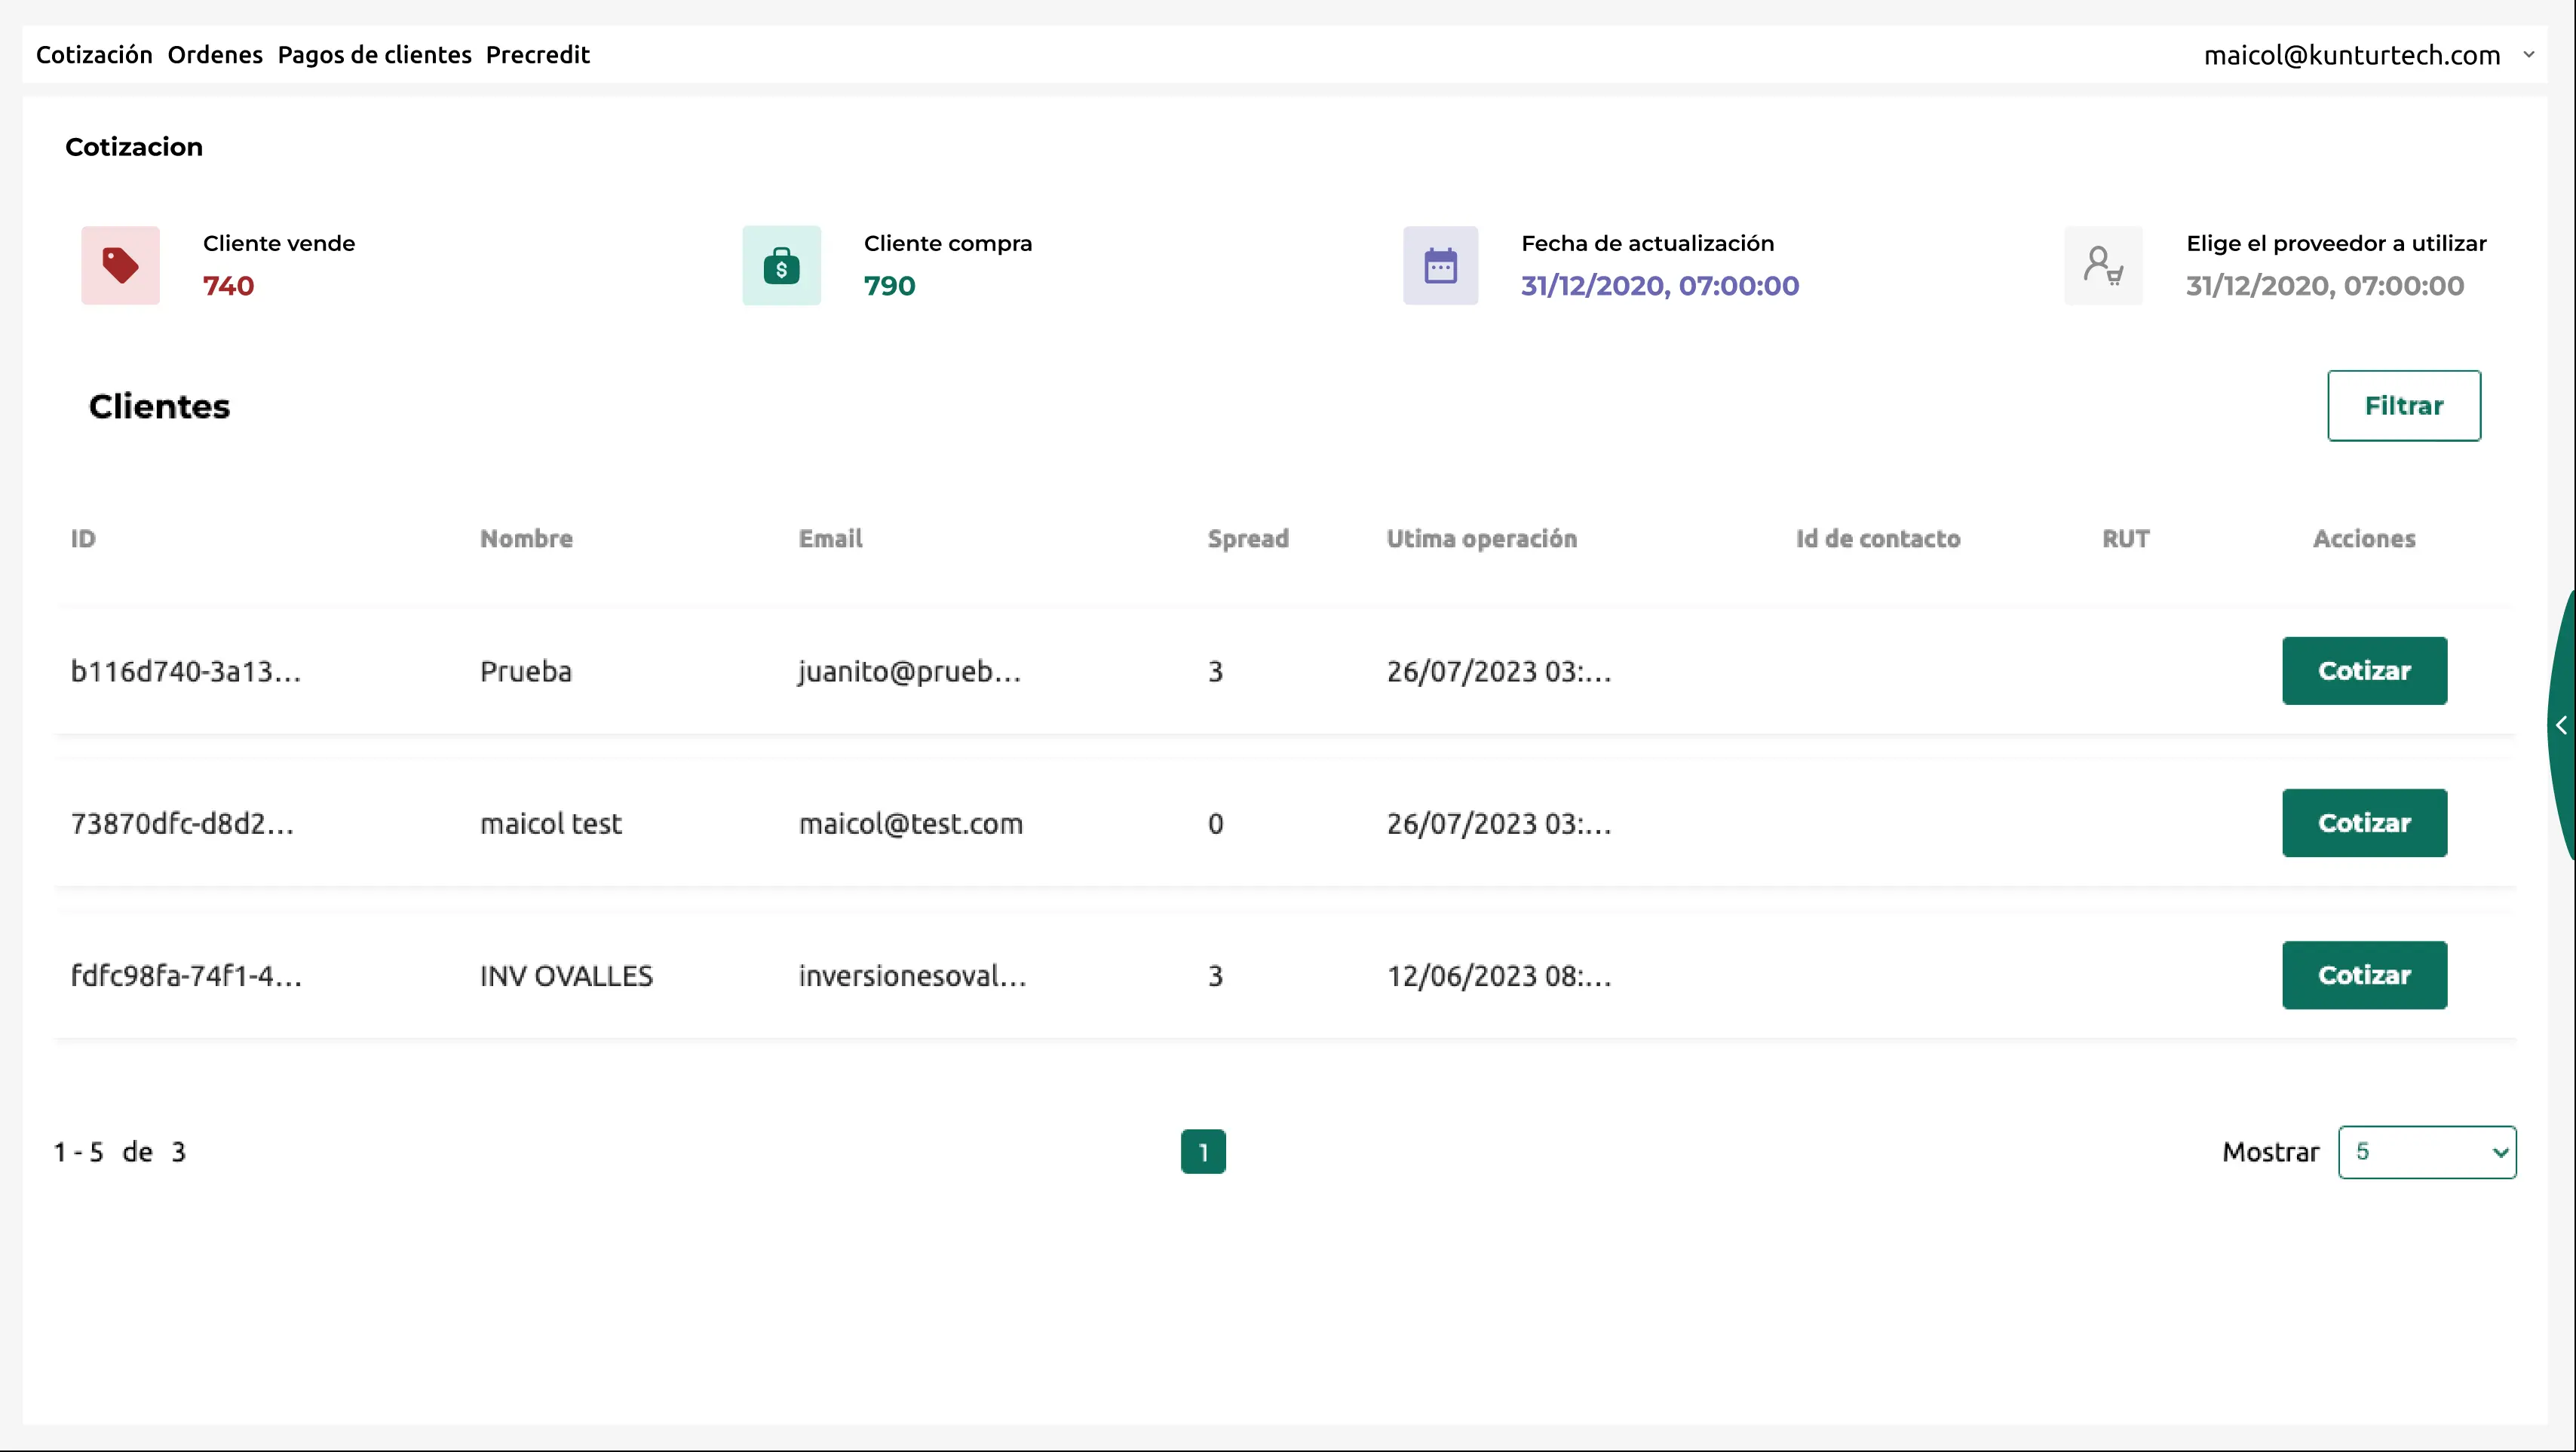 Cotización Ordenes Pagos de clientes Precredit maicol@kunturtech.com
Cotizacion
Cliente vende
740
Cliente compra
790
Fecha de actualización
31/12/2020, 07:00:00
Elige el proveedor a utilizar
31/12/2020, 07:00:00
Clientes
Filtrar
ID Nombre Email Spread Utima operación Id de contacto RUT Acciones
b116d740-3a13... Prueba juanito@prueb... 3 26/07/2023 03:... Cotizar
73870dfc-d8d2... maicol test maicol@test.com 0 26/07/2023 03:... Cotizar
fdfc98fa-74f1-4... INV OVALLES inversionesoval... 3 12/06/2023 08:... Cotizar
1 - 5 de 3 1 Mostrar 5